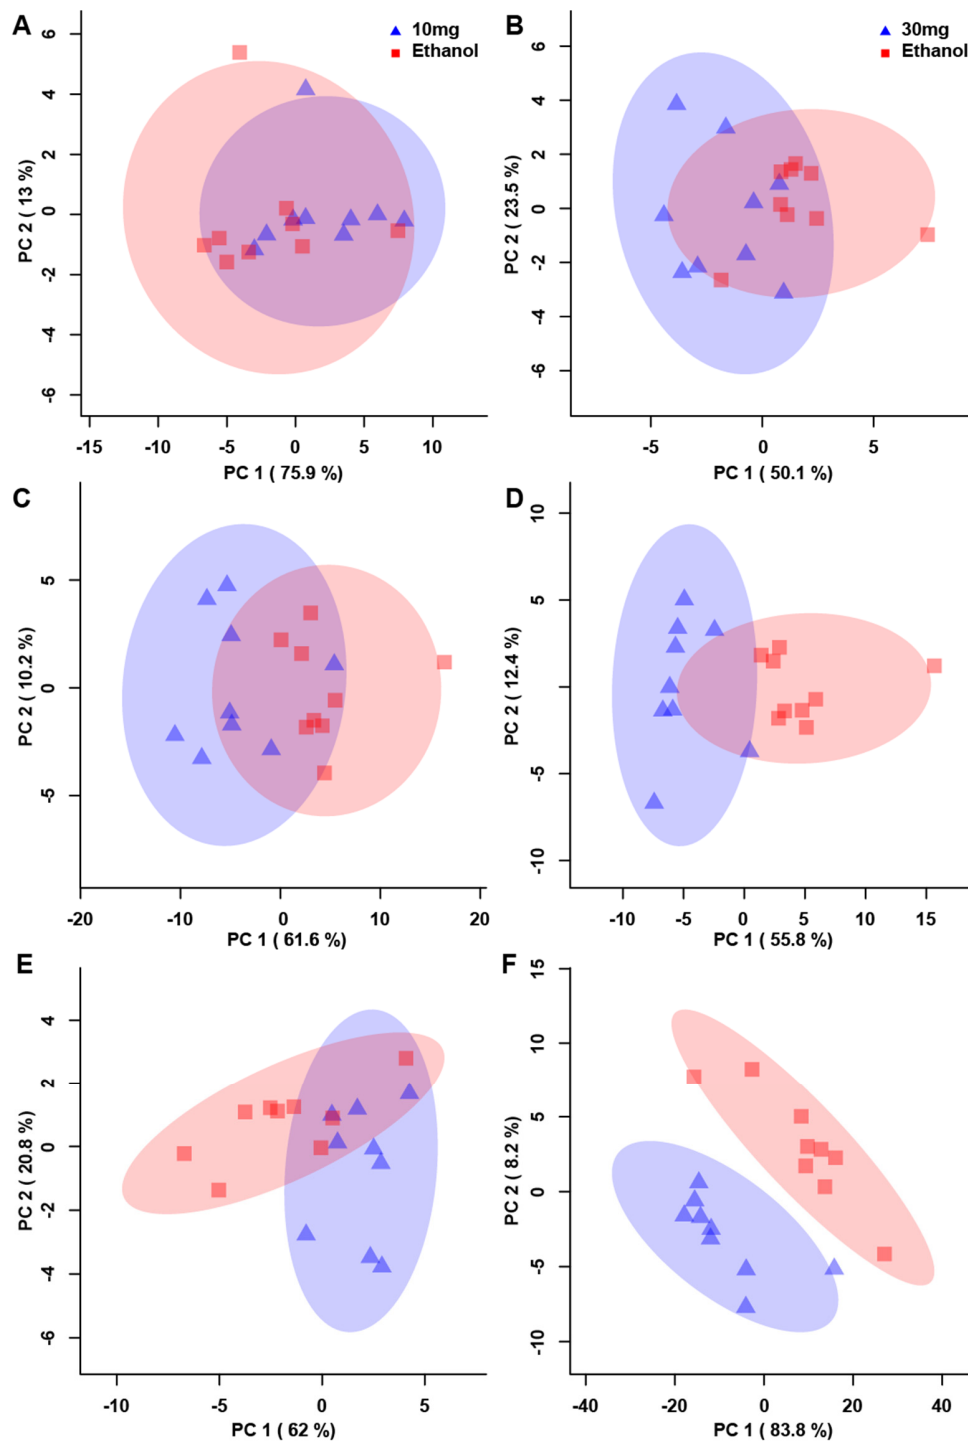 A
10mg
Ethanol
6
4
2
0
-2
-4
-6
PC 2 ( 13 %)
-15
-10
-5
0
5
10
PC 1 ( 75.9 %)
B
30mg
Ethanol
6
4
2
0
-2
-4
-6
PC 2 ( 23.5 %)
-5
0
5
PC 1 ( 50.1 %)
C
5
0
-5
PC 2 ( 10.2 %)
-20
-10
0
10
20
PC 1 ( 61.6 %)
D
10
5
0
-5
-10
PC 2 ( 12.4 %)
-10
-5
0
5
10
15
PC 1 ( 55.8 %)
E
4
2
0
-2
-4
-6
PC 2 ( 20.8 %)
-10
-5
0
5
PC 1 ( 62 %)
F
15
10
5
0
-5
-10
PC 2 ( 8.2 %)
-40
-20
0
20
40
PC 1 ( 83.8 %)